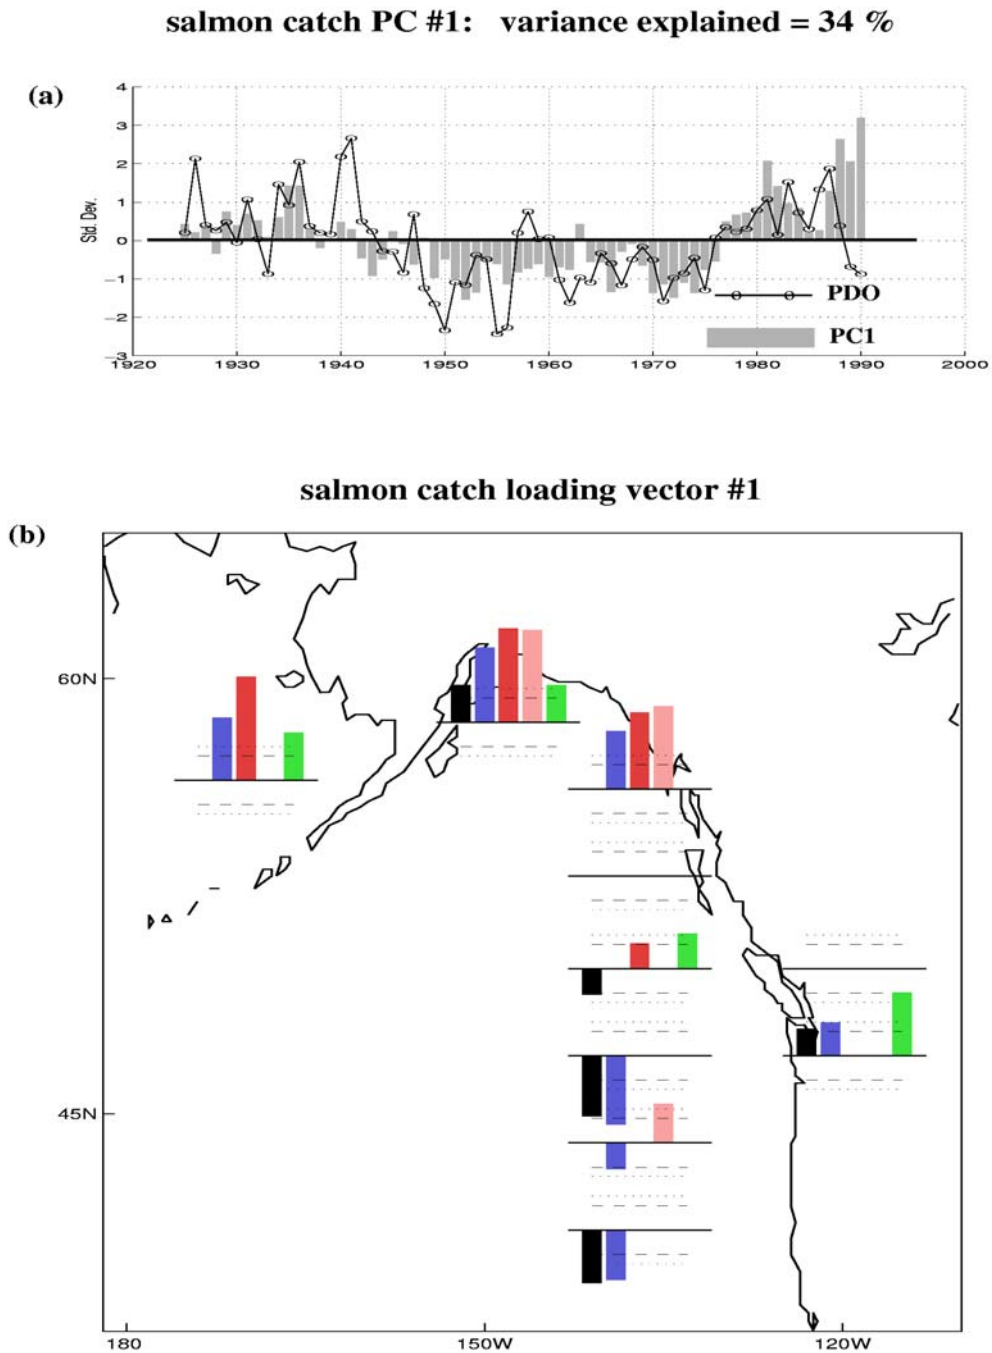 salmon catch PC #1: variance explained = 34 %
(a)
Std. Dev.
4
3
2
1
0
−1
−2
−3
PDO
PC1
1920 1930 1940 1950 1960 1970 1980 1990 2000
salmon catch loading vector #1
(b)
60N
45N
180 150W 120W